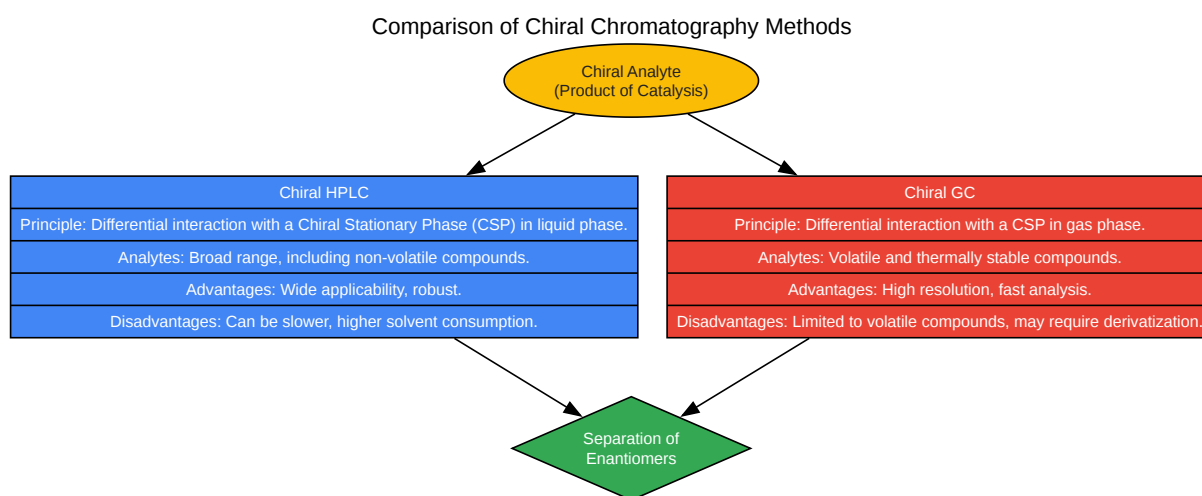 Comparison of Chiral Chromatography Methods
Chiral Analyte
(Product of Catalysis)
Chiral HPLC
Principle: Differential interaction with a Chiral Stationary Phase (CSP) in liquid phase.
Analytes: Broad range, including non-volatile compounds.
Advantages: Wide applicability, robust.
Disadvantages: Can be slower, higher solvent consumption.
Chiral GC
Principle: Differential interaction with a CSP in gas phase.
Analytes: Volatile and thermally stable compounds.
Advantages: High resolution, fast analysis.
Disadvantages: Limited to volatile compounds, may require derivatization.
Separation of
Enantiomers